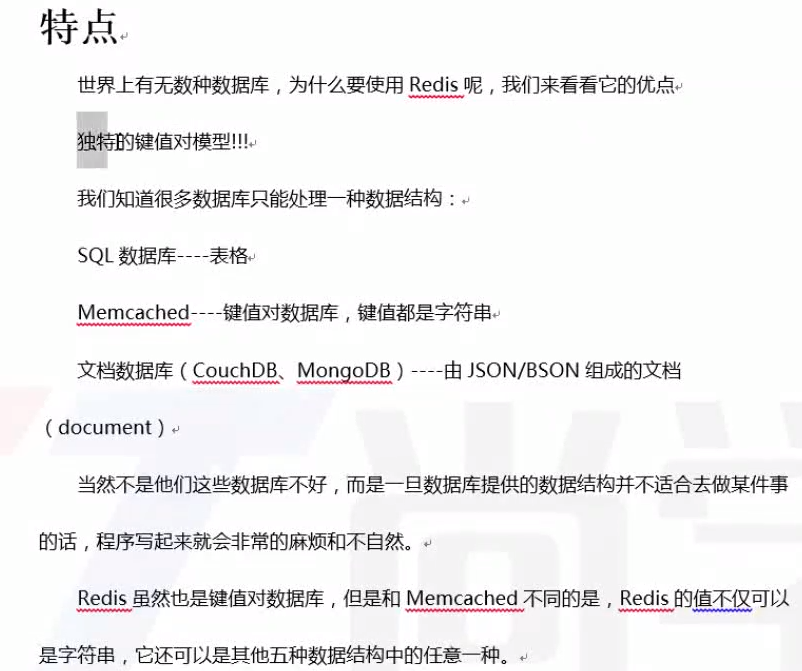 特点
世界上有无数种数据库，为什么要使用 Redis 呢，我们来看看它的优点
独特的键值对模型!!!
我们知道很多数据库只能处理一种数据结构：
SQL 数据库----表格
Memcached----键值对数据库，键值都是字符串
文档数据库（CouchDB、MongoDB）----由 JSON/BSON 组成的文档
（document）
当然不是他们这些数据库不好，而是一旦数据库提供的数据结构并不适合去做某件事
的话，程序写起来就会非常的麻烦和不自然。
Redis 虽然也是键值对数据库，但是和 Memcached 不同的是，Redis 的值不仅可以
是字符串，它还可以是其他五种数据结构中的任意一种。